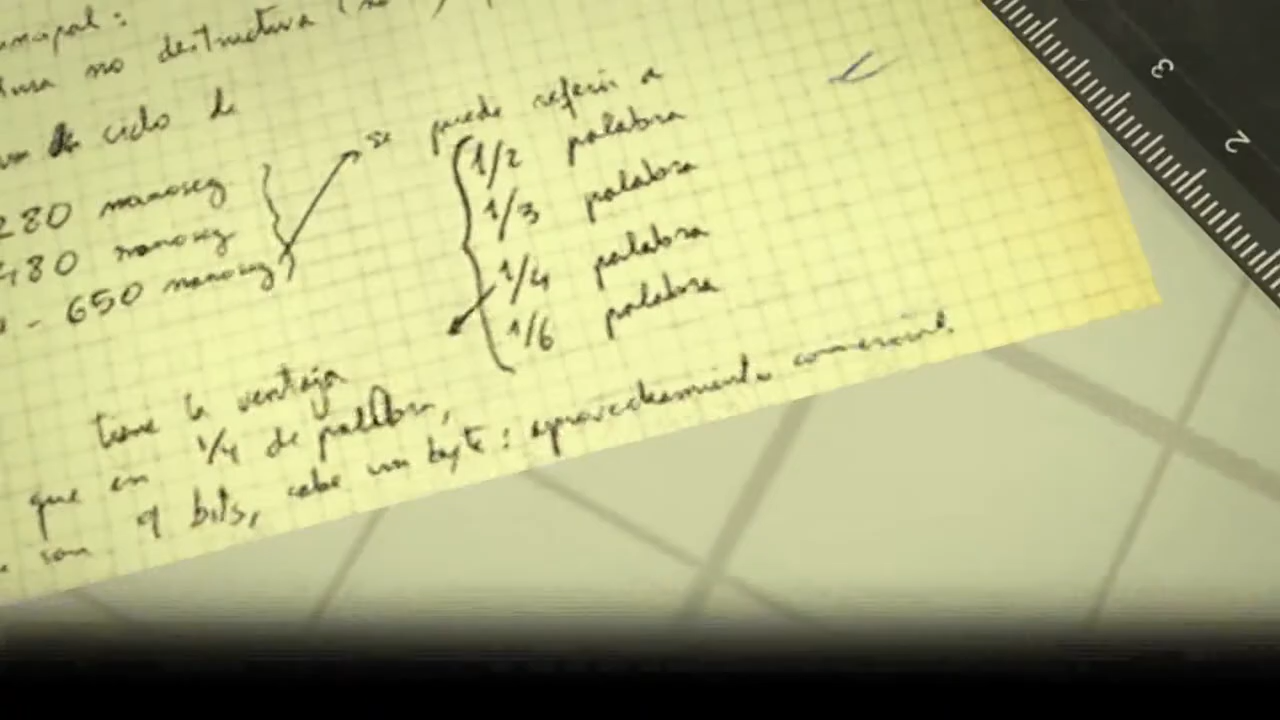 no destructiva
ciclo de
280 nanoseg
480 nanoseg
- 650 nanoseg
se puede referir a
1/2 palabra
1/3 palabra
1/4 palabra
1/6 palabra
tiene la ventaja
que en 1/4 de palabra,
son 9 bits, cabe un byte: aprovechamiento comercial.
3
2